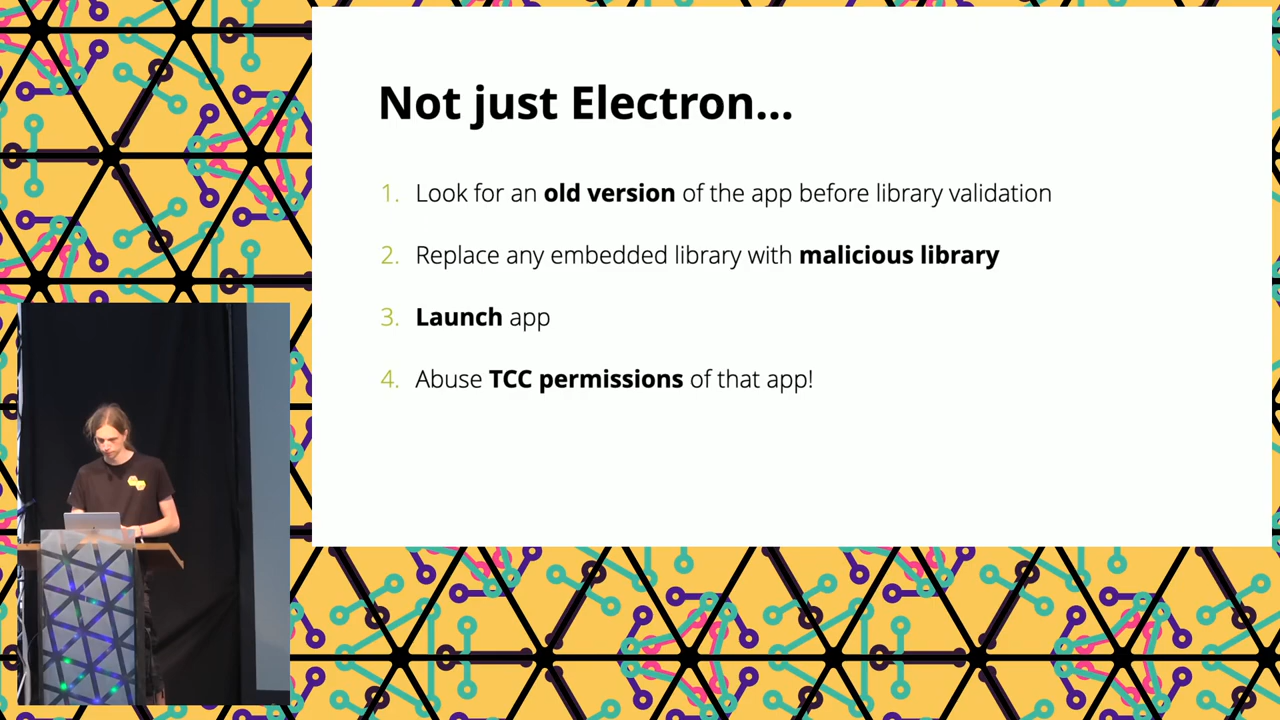 Not just Electron...
1. Look for an old version of the app before library validation
2. Replace any embedded library with malicious library
3. Launch app
4. Abuse TCC permissions of that app!